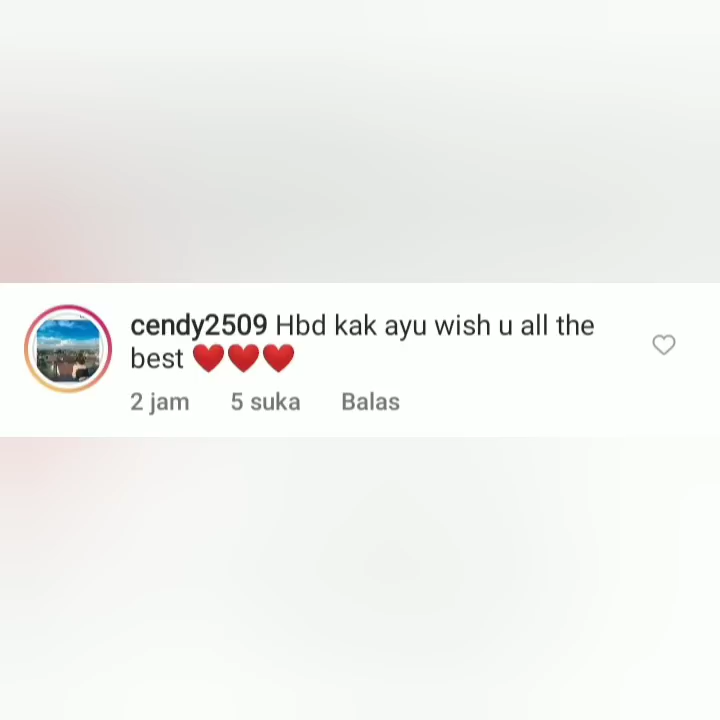 cendy2509 Hbd kak ayu wish u all the
best ❤️❤️❤️
2 jam 5 suka Balas